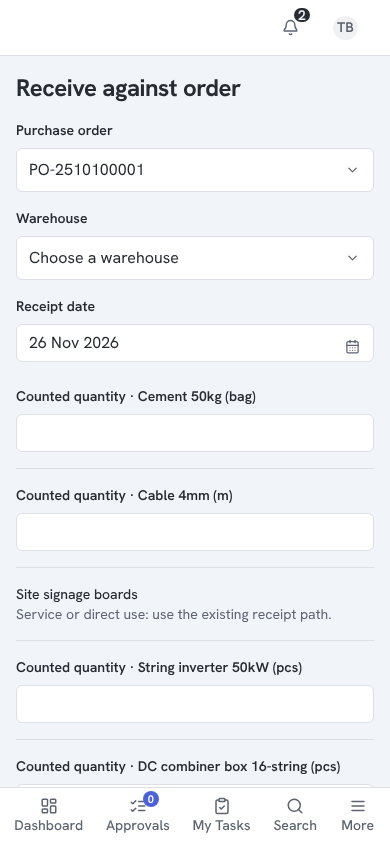 2
TB
Receive against order
Purchase order
PO-2510100001
Warehouse
Choose a warehouse
Receipt date
26 Nov 2026
Counted quantity · Cement 50kg (bag)
Counted quantity · Cable 4mm (m)
Site signage boards
Service or direct use: use the existing receipt path.
Counted quantity · String inverter 50kW (pcs)
Counted quantity · DC combiner box 16-string (pcs)
0
Dashboard Approvals My Tasks Search More